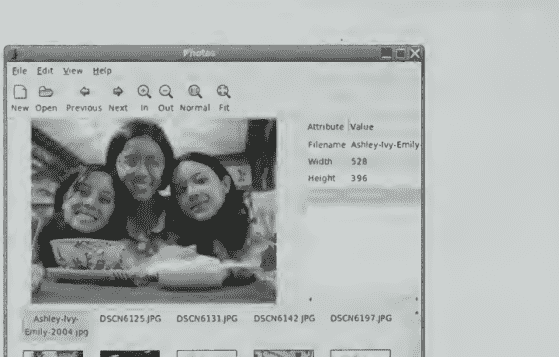 Photos
File Edit View Help
New Open Previous Next In Out Normal Fit
Attribute Value
Filename Ashley-Ivy-Emily-
Width 528
Height 396
Ashley-Ivy-
Emily-2004.jpg
DSCN6125.JPG
DSCN6131.JPG
DSCN6142.JPG
DSCN6197.JPG